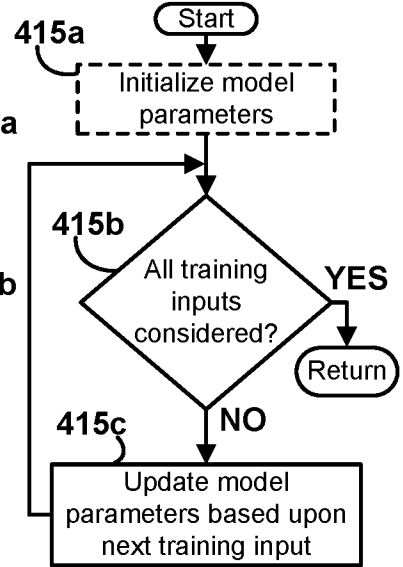 Start
415a
Initialize model
parameters
a
415b
b
All training
inputs
considered?
YES
Return
NO
415c
Update model
parameters based upon
next training input